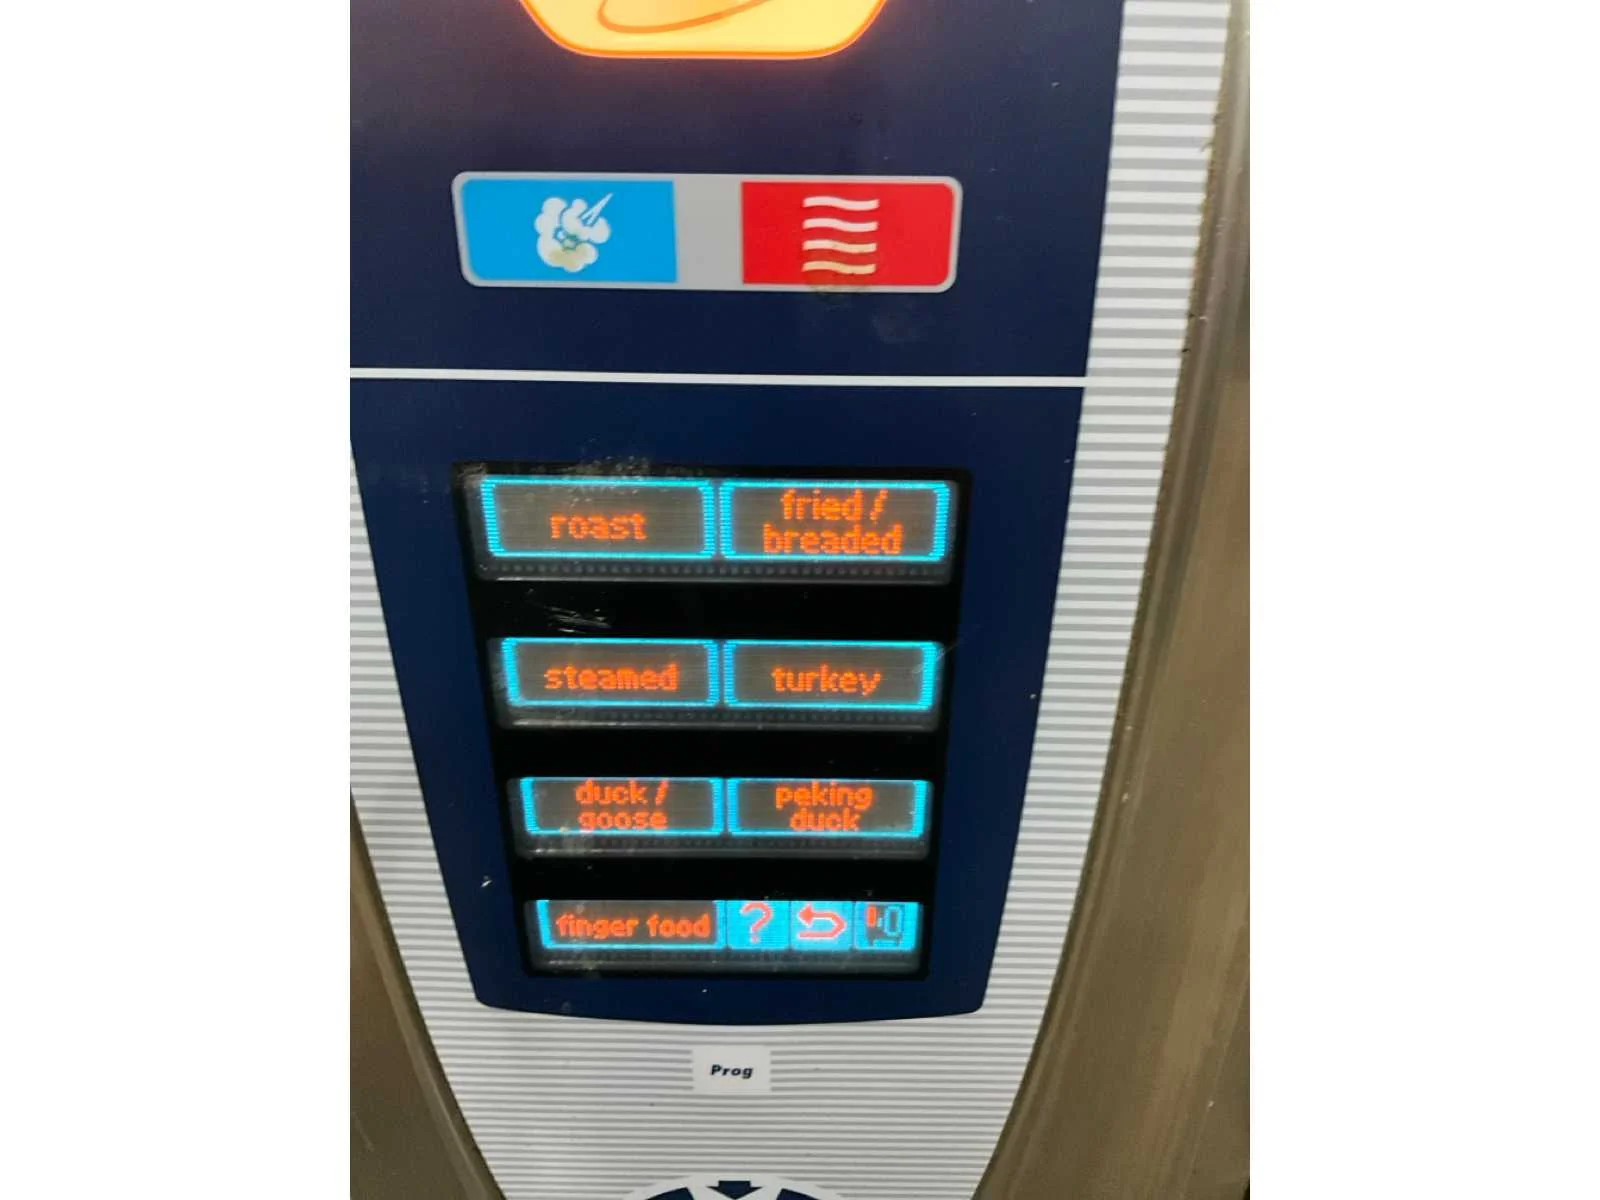 roast
fried /
breaded
steamed
turkey
duck /
goose
peking
duck
finger food
?
Prog